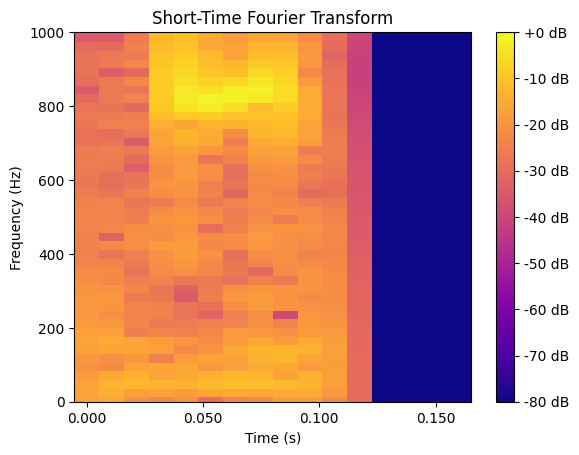 Short-Time Fourier Transform
Frequency (Hz)
1000
800
600
400
200
0
0.000
0.050
0.100
0.150
Time (s)
+0 dB
-10 dB
-20 dB
-30 dB
-40 dB
-50 dB
-60 dB
-70 dB
-80 dB